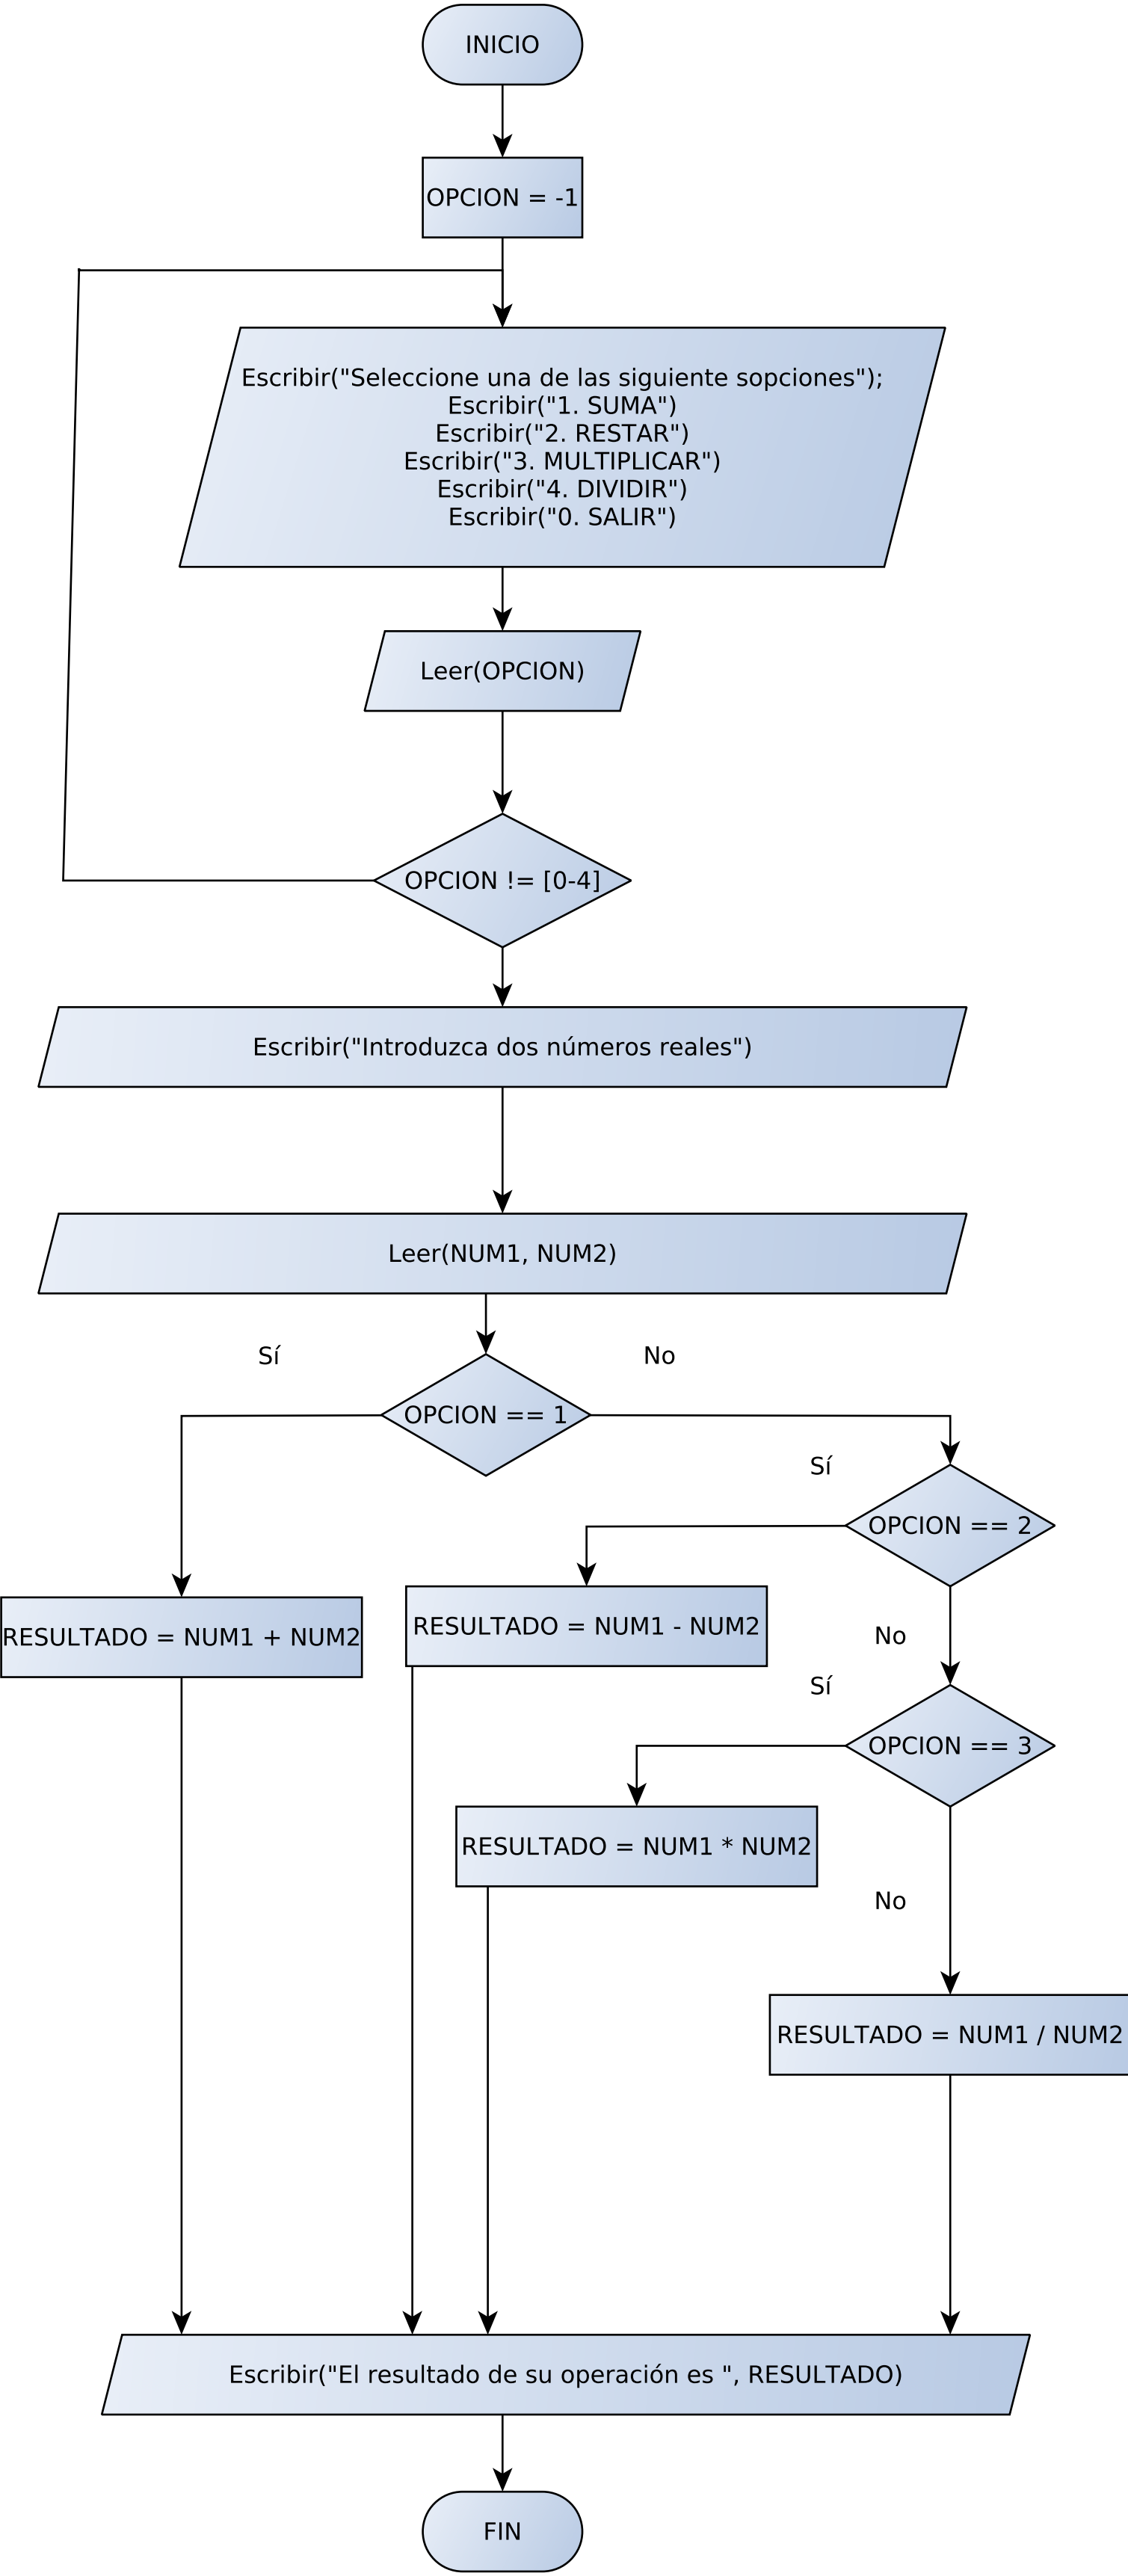 INICIO
OPCION = -1
Escribir("Seleccione una de las siguiente sopciones");
Escribir("1. SUMA")
Escribir("2. RESTAR")
Escribir("3. MULTIPLICAR")
Escribir("4. DIVIDIR")
Escribir("0. SALIR")
Leer(OPCION)
OPCION != [0-4]
Escribir("Introduzca dos números reales")
Leer(NUM1, NUM2)
Sí
No
OPCION == 1
Sí
OPCION == 2
RESULTADO = NUM1 + NUM2
RESULTADO = NUM1 - NUM2
No
Sí
OPCION == 3
RESULTADO = NUM1 * NUM2
No
RESULTADO = NUM1 / NUM2
Escribir("El resultado de su operación es ", RESULTADO)
FIN